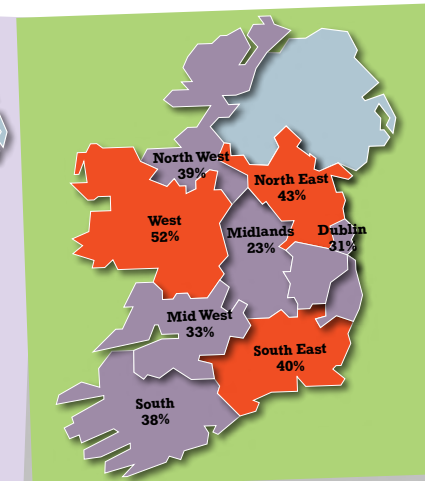 North West
39%
North East
43%
West
52%
Midlands
23%
Dublin
31%
Mid West
33%
South East
40%
South
38%